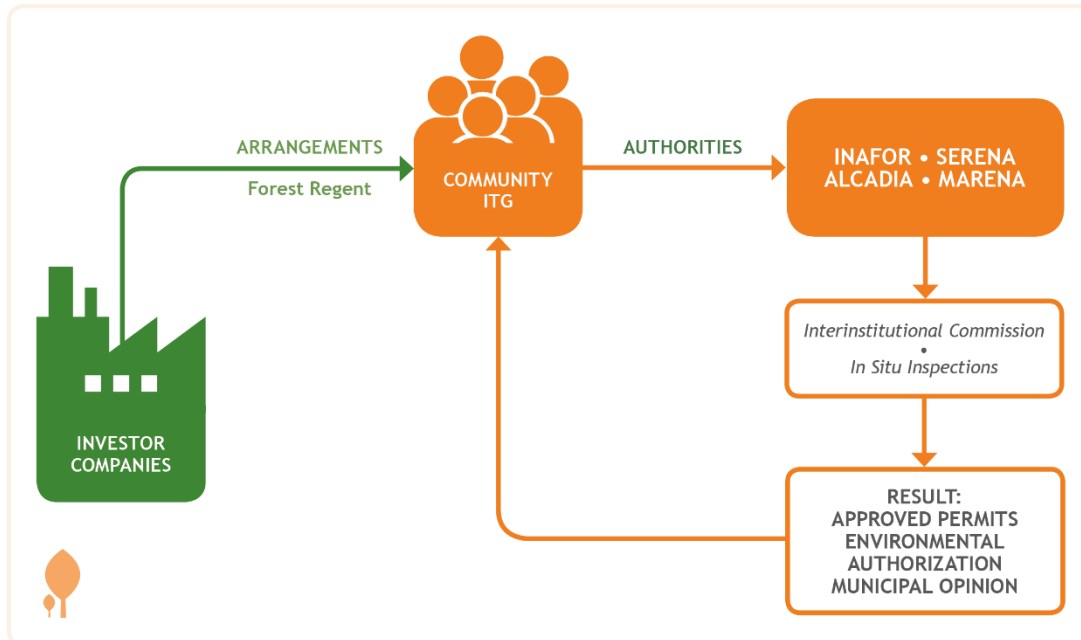 ARRANGEMENTS
Forest Regent
INVESTOR
COMPANIES
COMMUNITY
ITG
AUTHORITIES
INAFOR • SERENA
ALCADIA • MARENA
Interinstitutional Commission
•
In Situ Inspections
RESULT:
APPROVED PERMITS
ENVIRONMENTAL
AUTHORIZATION
MUNICIPAL OPINION